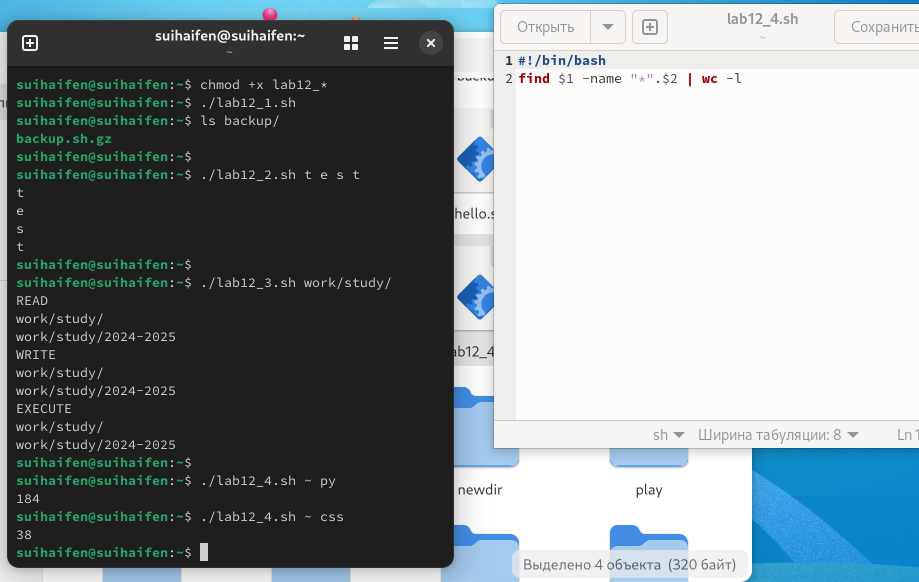 suihaifen@suihaifen:~
~
suihaifen@suihaifen:~$ chmod +x lab12_*
suihaifen@suihaifen:~$ ./lab12_1.sh
suihaifen@suihaifen:~$ ls backup/
backup.sh.gz
suihaifen@suihaifen:~$
suihaifen@suihaifen:~$ ./lab12_2.sh t e s t
t
e
s
t
suihaifen@suihaifen:~$
suihaifen@suihaifen:~$ ./lab12_3.sh work/study/
READ
work/study/
work/study/2024-2025
WRITE
work/study/
work/study/2024-2025
EXECUTE
work/study/
work/study/2024-2025
suihaifen@suihaifen:~$
suihaifen@suihaifen:~$ ./lab12_4.sh ~ py
184
suihaifen@suihaifen:~$ ./lab12_4.sh ~ css
38
suihaifen@suihaifen:~$
Открыть
lab12_4.sh
~
Сохранить
1 #!/bin/bash
2 find $1 -name "*".$2 | wc -l
sh
Ширина табуляции: 8
Ln 1
hello.s
ab12_4
newdir
play
Выделено 4 объекта (320 байт)